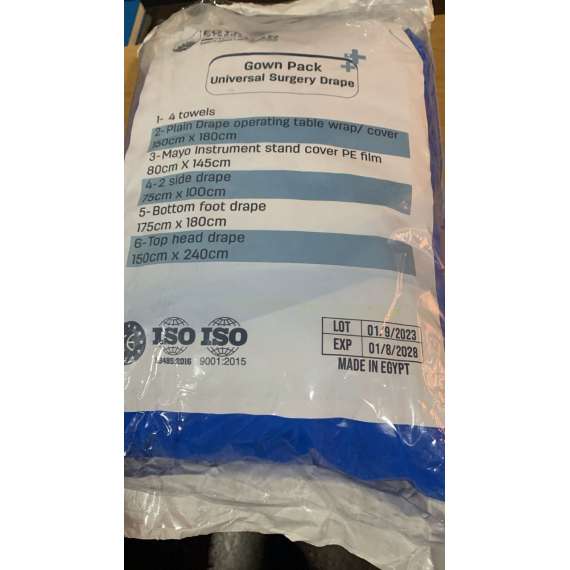 Gown Pack
Universal Surgery Drape
1- 4 towels
2-Plain Drape operating table wrap/ cover
150cm x 180cm
3-Mayo Instrument stand cover PE film
80cm X 145cm
4-2 side drape
75cm x 100cm
5-Bottom foot drape
175cm x 180cm
6-Top head drape
150cm x 240cm
ISO ISO
13485:2016 9001:2015
LOT 01/9/2023
EXP 01/8/2028
MADE IN EGYPT